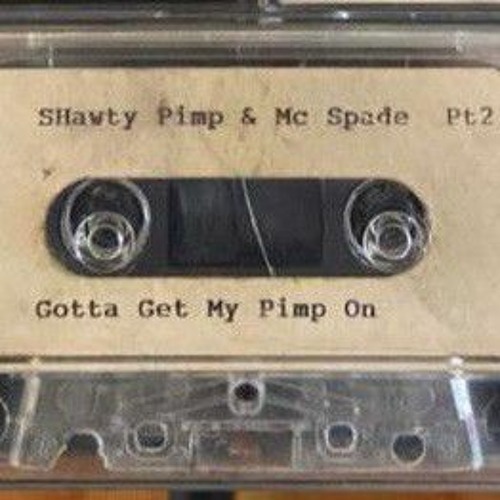 SHawty Pimp & Mc Spade Pt2
Gotta Get My Pimp On